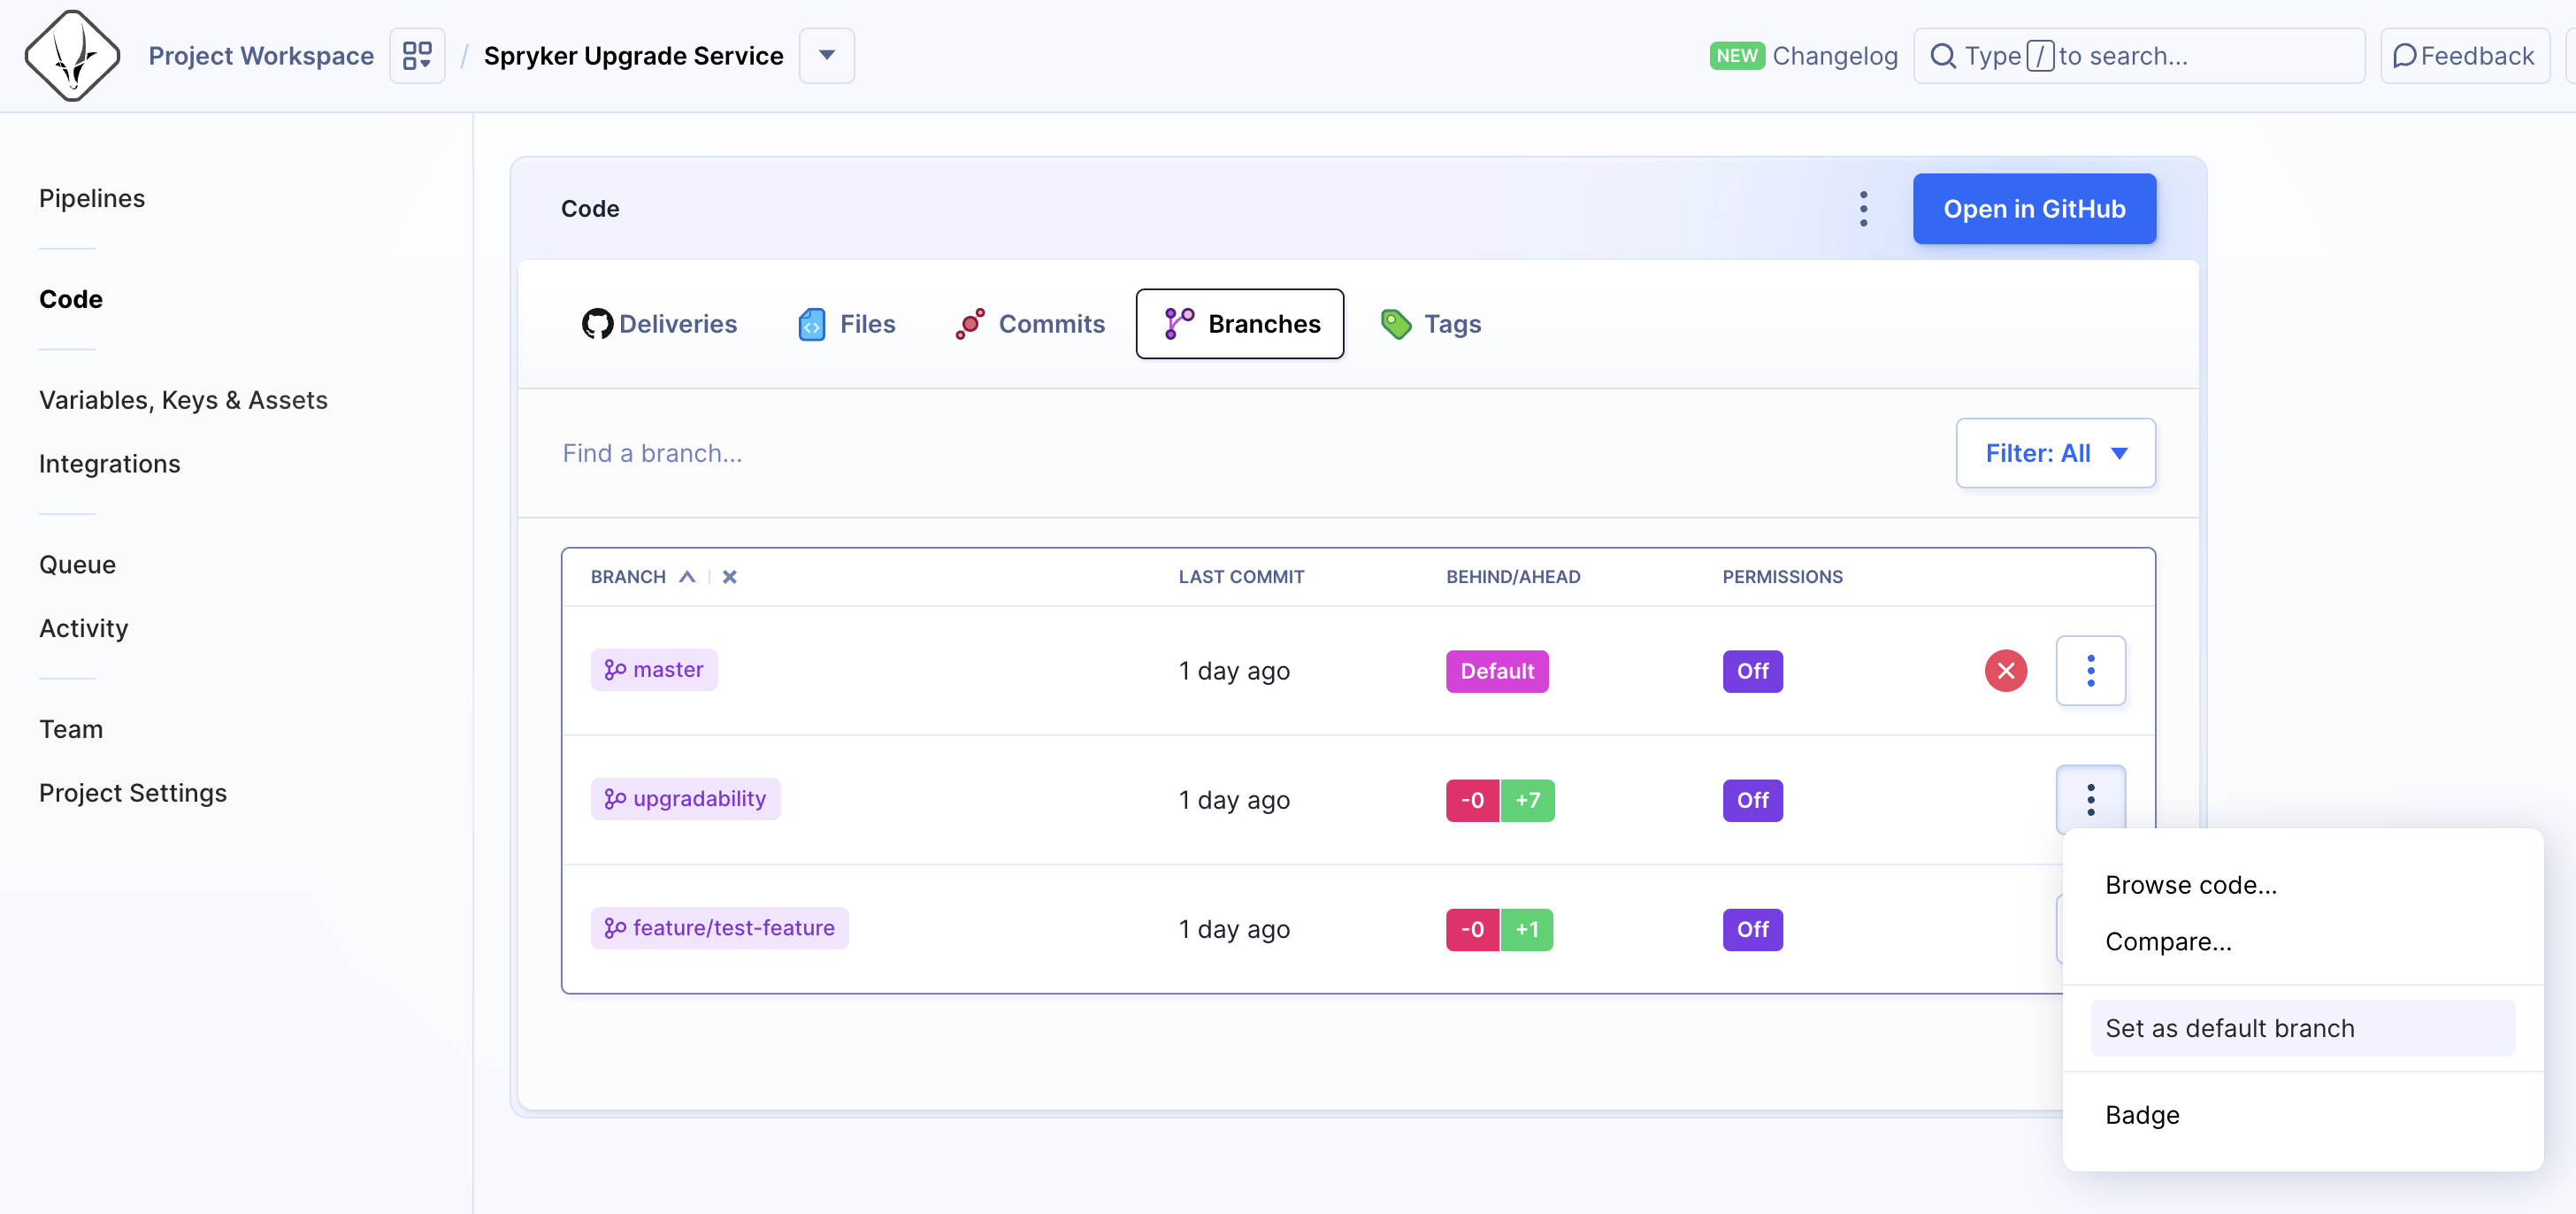 Project Workspace / Spryker Upgrade Service NEW Changelog Type / to search... Feedback
Pipelines
Code
Variables, Keys & Assets
Integrations
Queue
Activity
Team
Project Settings
Code Open in GitHub
Deliveries Files Commits Branches Tags
Find a branch... Filter: All
BRANCH LAST COMMIT BEHIND/AHEAD PERMISSIONS
master 1 day ago Default Off
upgradability 1 day ago -0 +7 Off
feature/test-feature 1 day ago -0 +1 Off
Browse code...
Compare...
Set as default branch
Badge